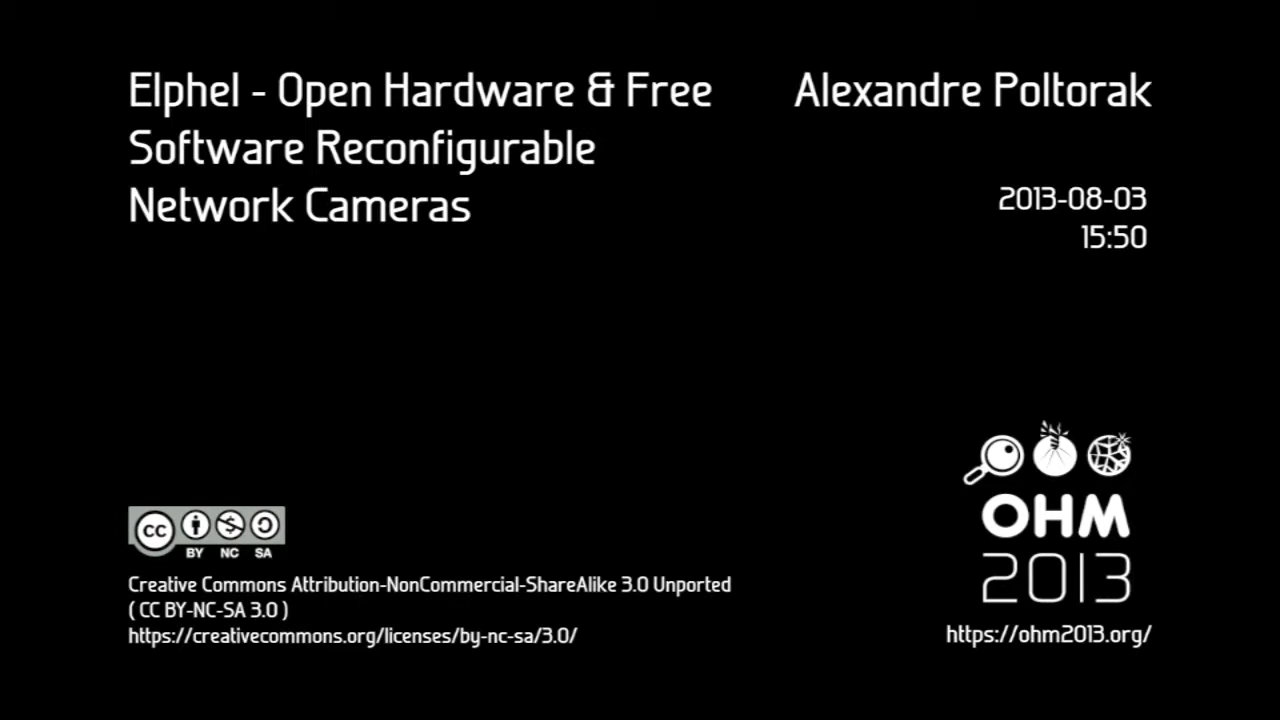 Elphel - Open Hardware & Free
Software Reconfigurable
Network Cameras
Alexandre Poltorak
2013-08-03
15:50
CC
BY NC SA
Creative Commons Attribution-NonCommercial-ShareAlike 3.0 Unported
( CC BY-NC-SA 3.0 )
https://creativecommons.org/licenses/by-nc-sa/3.0/
OHM
2013
https://ohm2013.org/